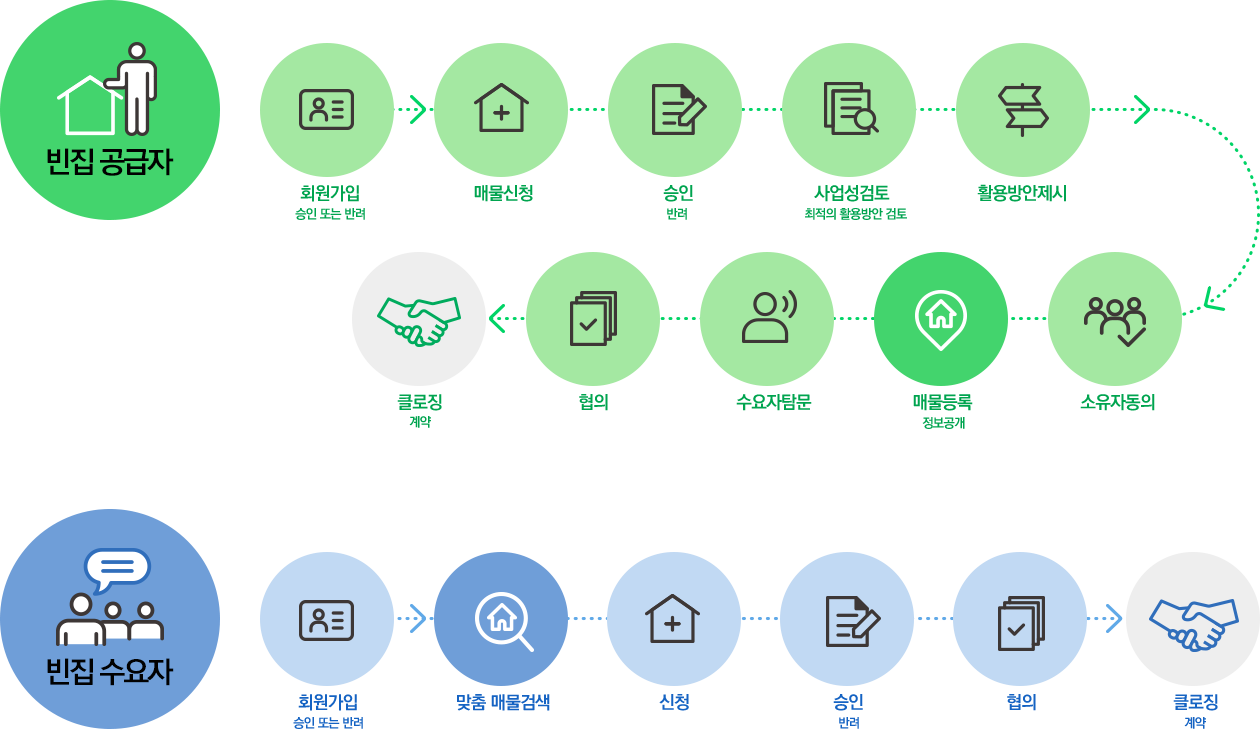 빈집 공급자
회원가입
승인 또는 반려
매물신청
승인
반려
사업성검토
최적의 활용방안 검토
활용방안제시
클로징
계약
협의
수요자탐문
매물등록
정보공개
소유자동의
빈집 수요자
회원가입
승인 또는 반려
맞춤 매물검색
신청
승인
반려
협의
클로징
계약